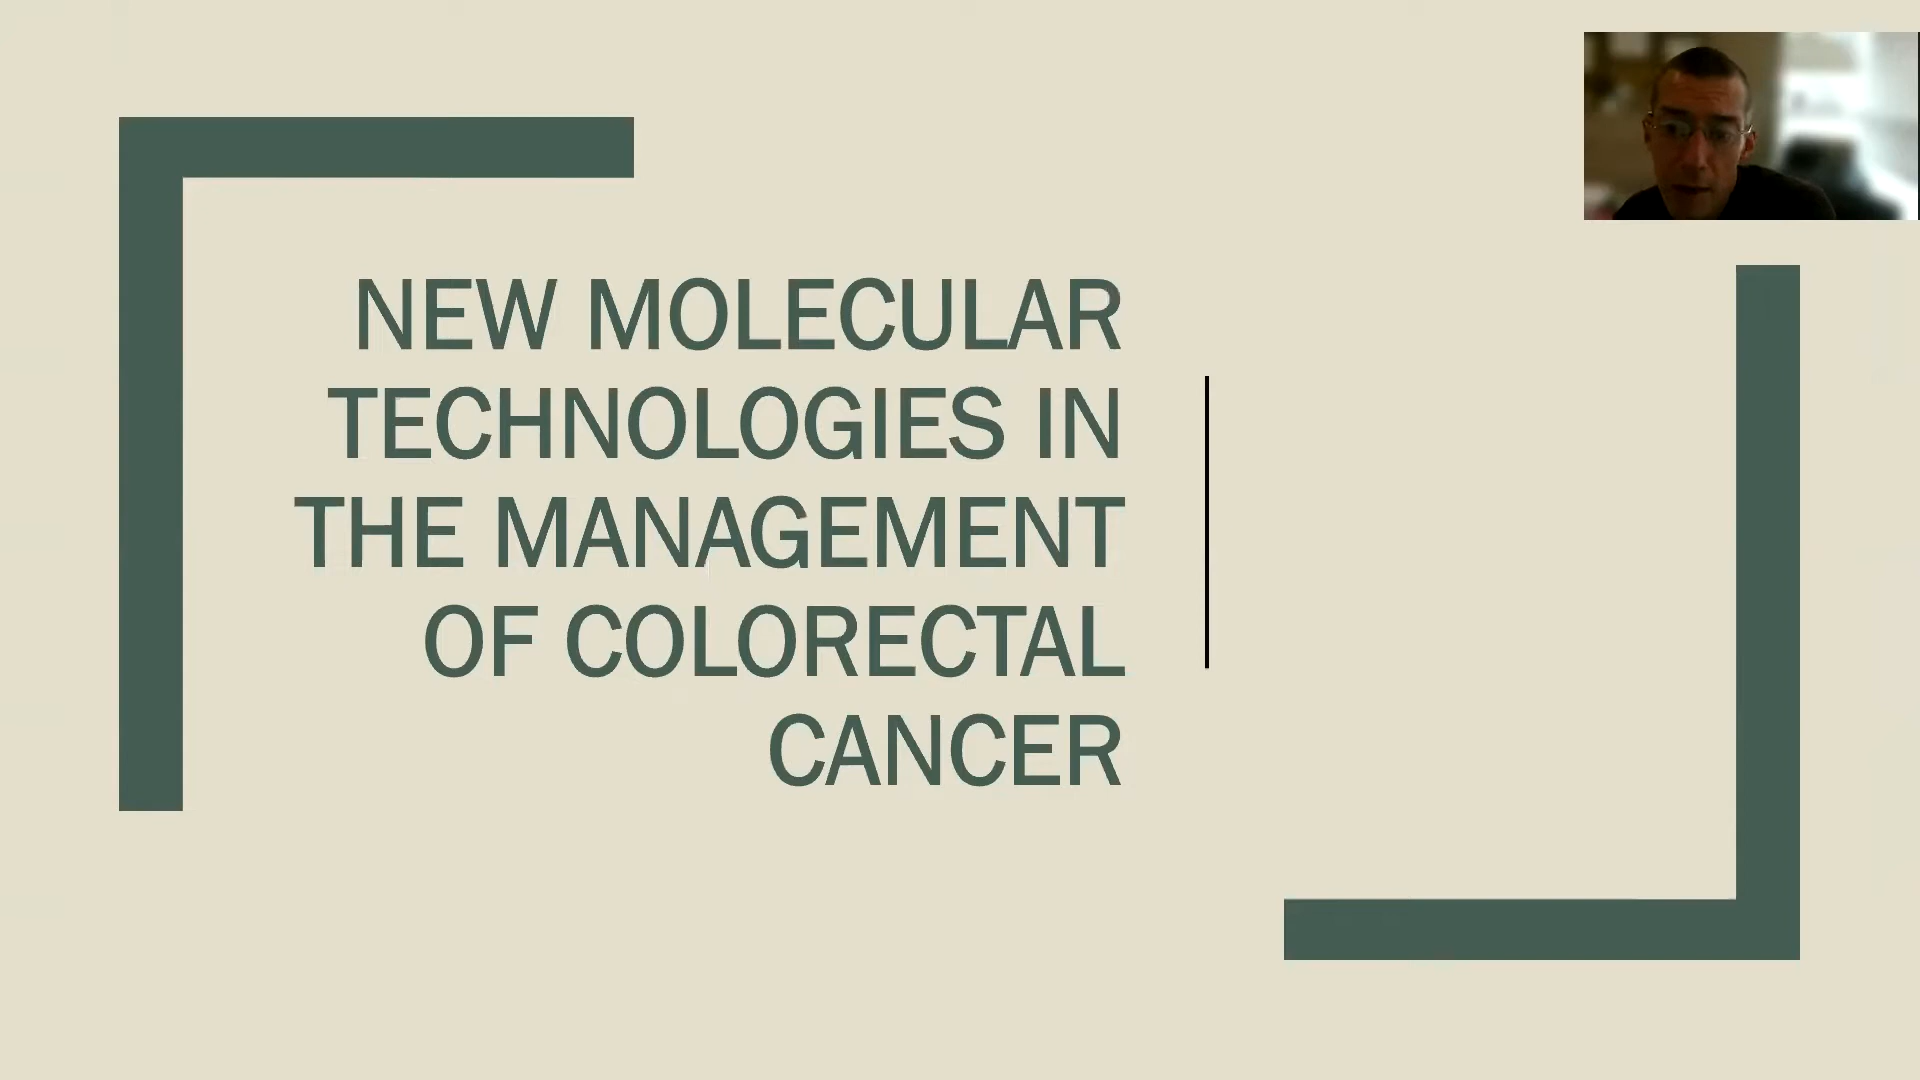 NEW MOLECULAR
TECHNOLOGIES IN
THE MANAGEMENT
OF COLORECTAL
CANCER